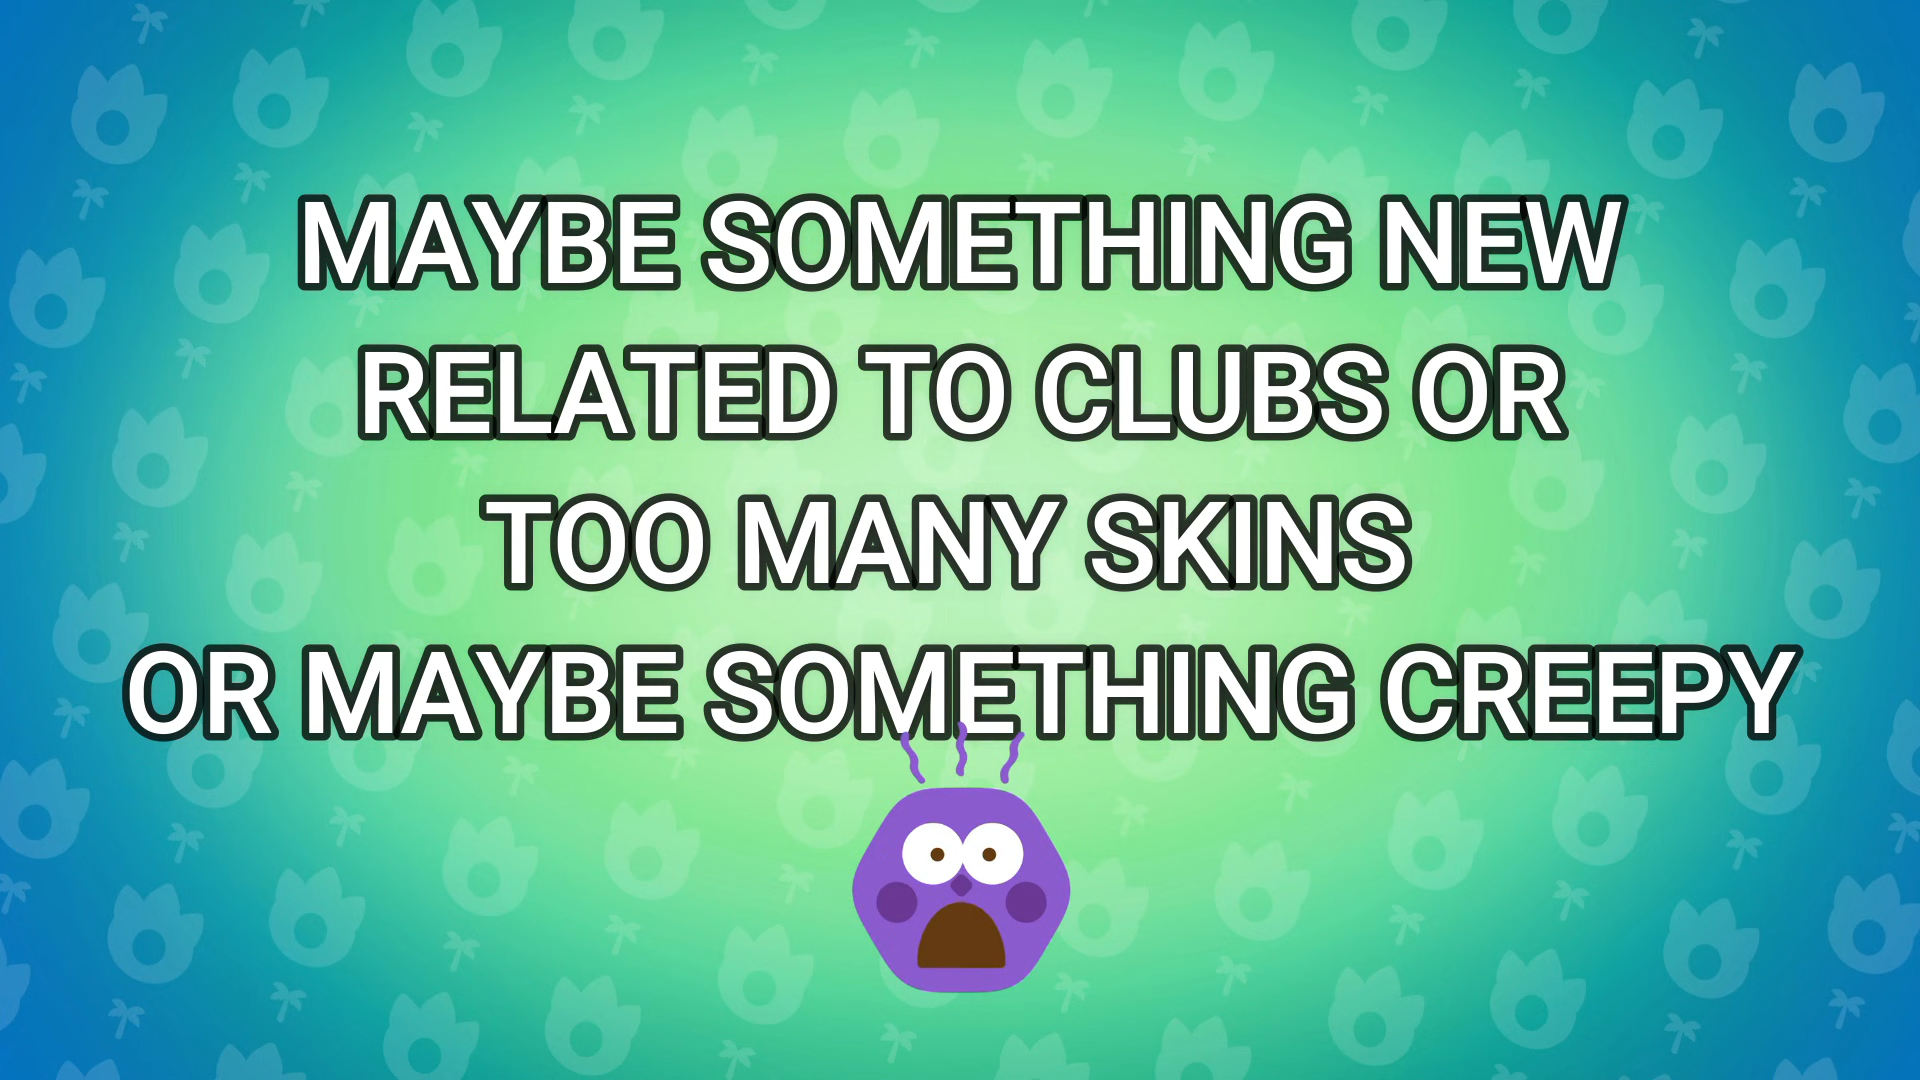 MAYBE SOMETHING NEW
RELATED TO CLUBS OR
TOO MANY SKINS
OR MAYBE SOMETHING CREEPY